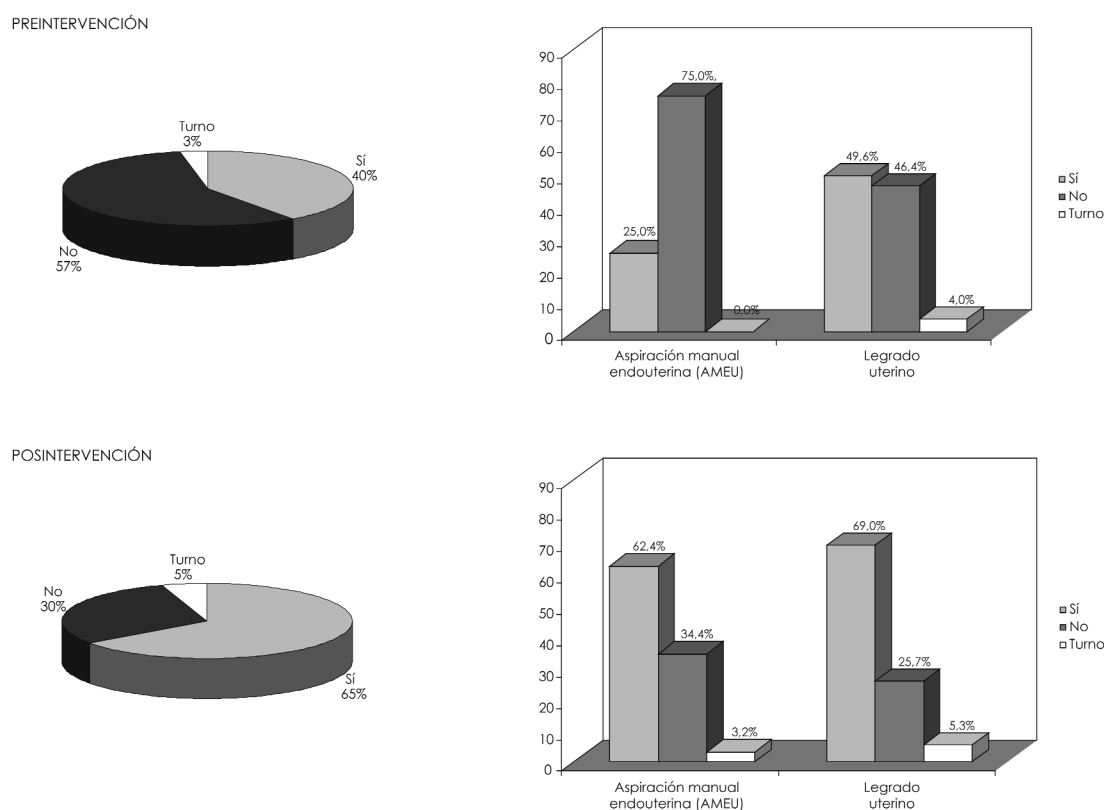 PREINTERVENCIÓN
Turno
3%
Sí
40%
No
57%
90
80
70
60
50
40
30
20
10
0
75,0%,
25,0%
0,0%
49,6%
46,4%
4,0%
Aspiración manual
endouterina (AMEU)
Legrado
uterino
Sí
No
Turno
POSINTERVENCIÓN
Turno
5%
No
30%
Sí
65%
90
80
70
60
50
40
30
20
10
0
62,4%
34,4%
3,2%
69,0%
25,7%
5,3%
Aspiración manual
endouterina (AMEU)
Legrado
uterino
Sí
No
Turno